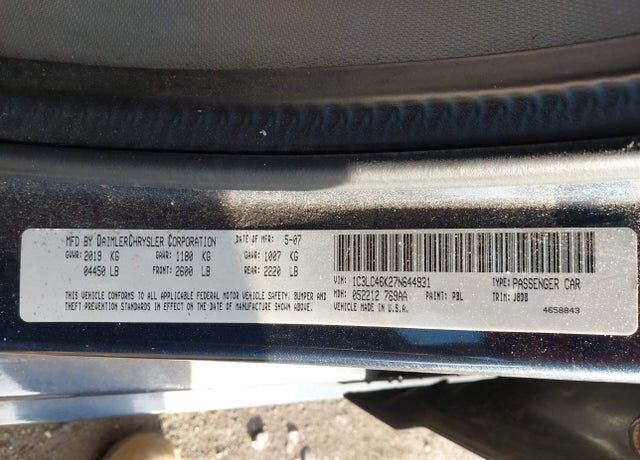 MFD BY DAIMLERCHRYSLER CORPORATION DATE OF MFR: 5-07
GVWR: 2019 KG GAWR: 1180 KG GAWR: 1007 KG
04450 LB FRONT: 2600 LB REAR: 2220 LB
THIS VEHICLE CONFORMS TO ALL APPLICABLE FEDERAL MOTOR VEHICLE SAFETY, BUMPER AND
THEFT PREVENTION STANDARDS IN EFFECT ON THE DATE OF MANUFACTURE SHOWN ABOVE.
VIN: 1C3LC46K27N644931 TYPE: PASSENGER CAR
MDH: 052212 769AA PAINT: PBL TRIM: J8DB
VEHICLE MADE IN U.S.A. 4658843